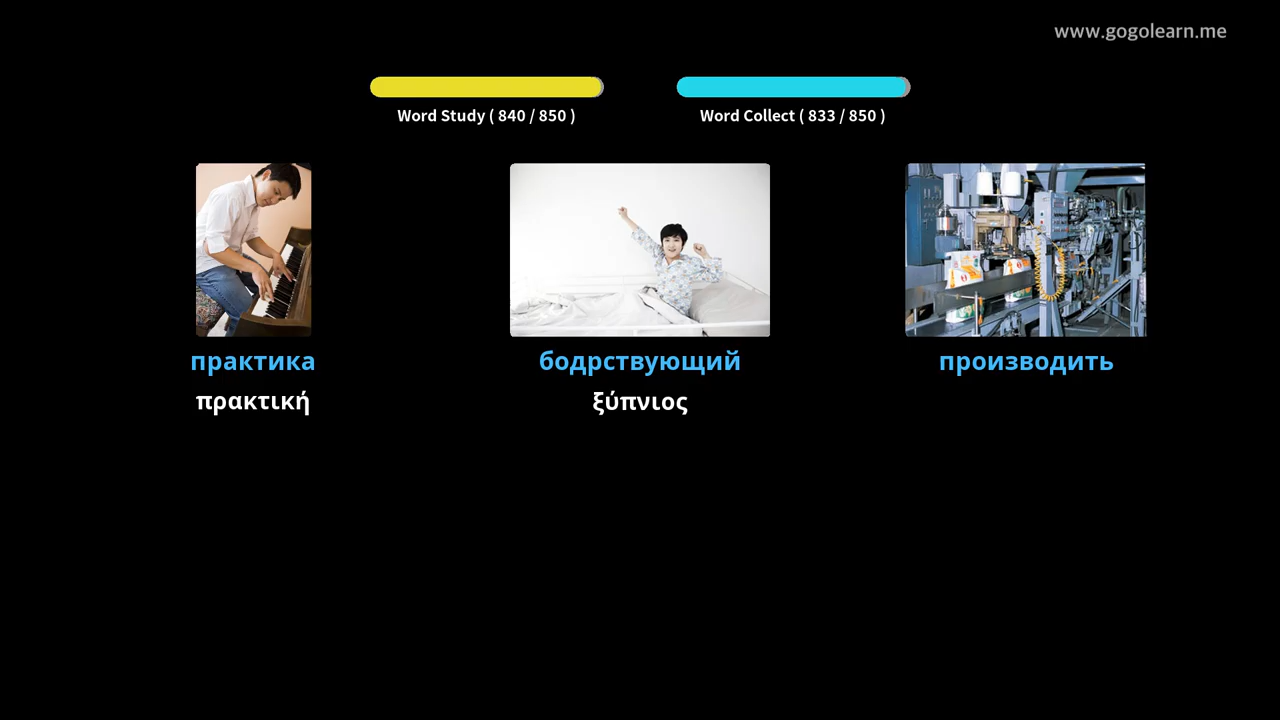 www.gogolearn.me
Word Study ( 840 / 850 )
Word Collect ( 833 / 850 )
практика
бодрствующий
производить
πρακτική
ξύπνιος